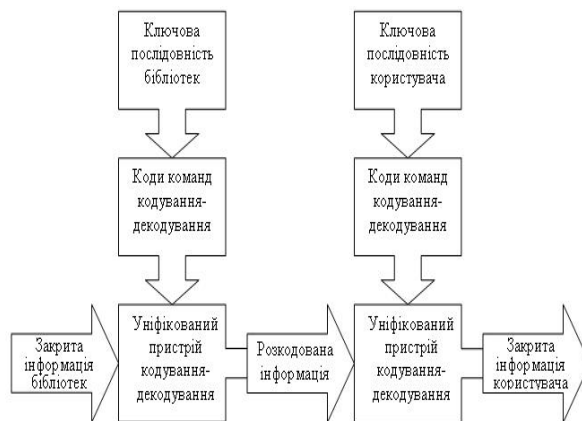 Ключова
послідовність
бібліотек
Ключова
послідовність
користувача
Коди команд
кодування-
декодування
Коди команд
кодування-
декодування
Закрита
інформація
бібліотек
Уніфікований
пристрій
кодування-
декодування
Розкодована
інформація
Уніфікований
пристрій
кодування-
декодування
Закрита
інформація
користувача